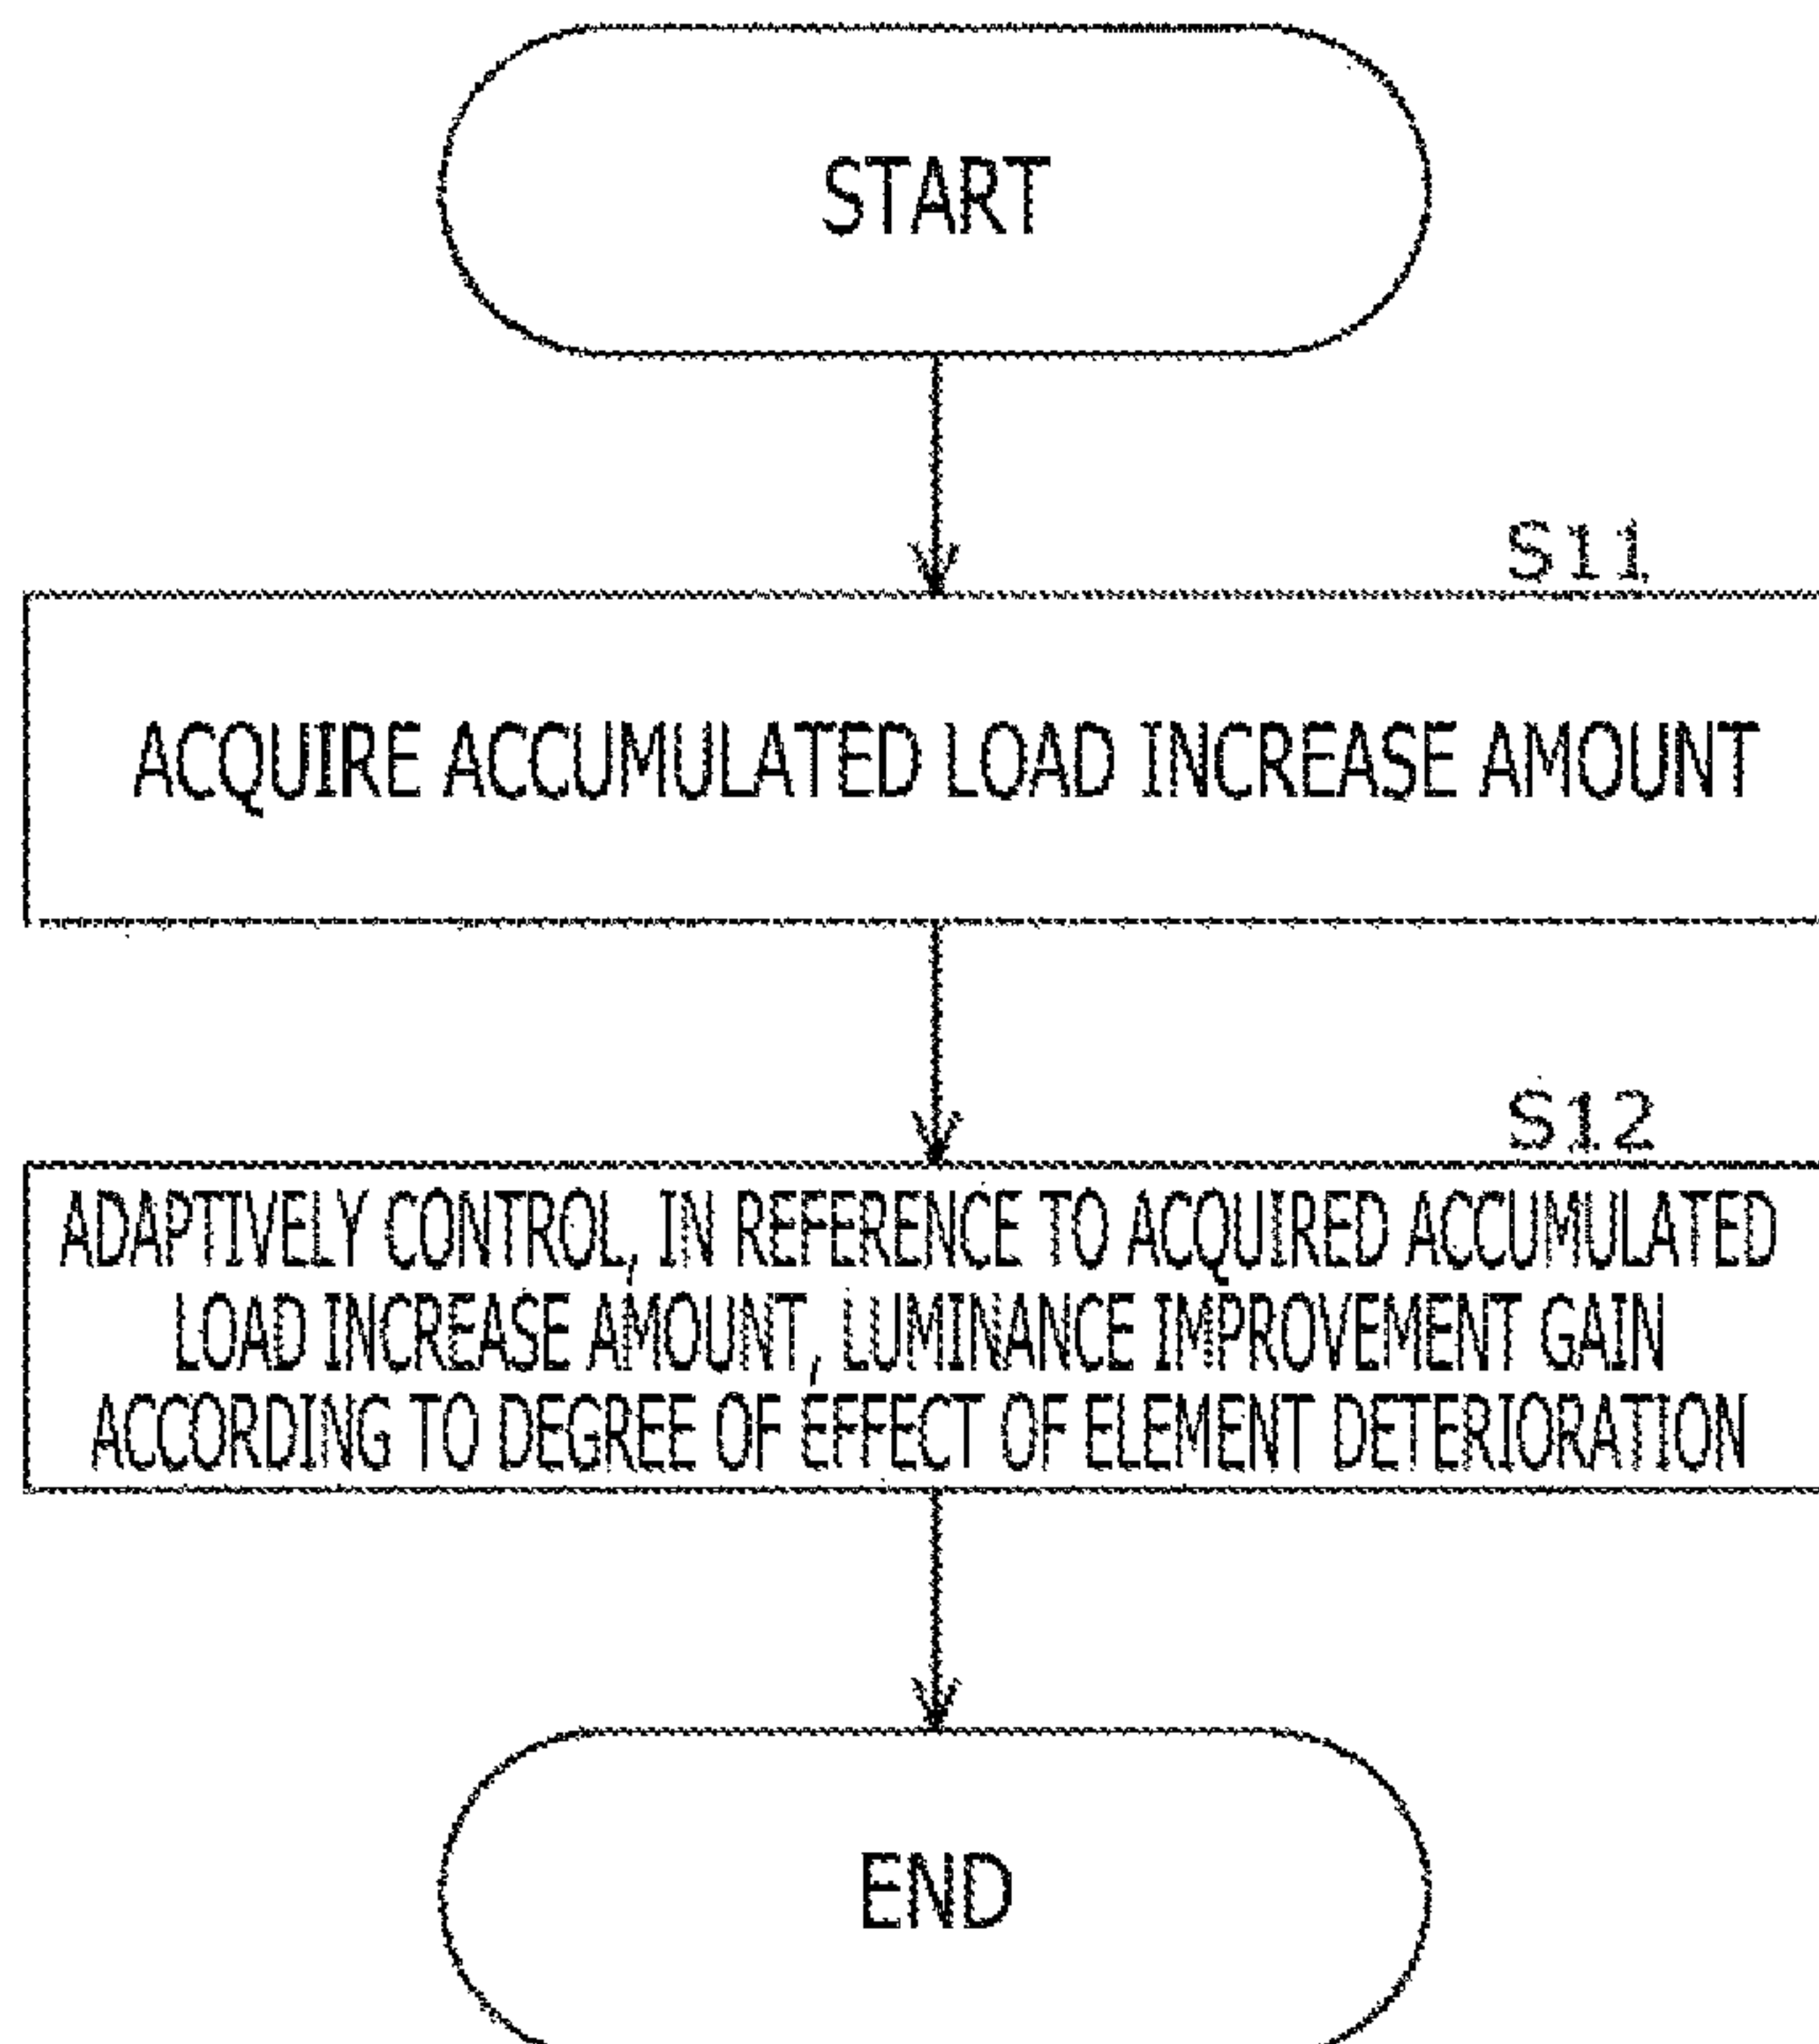 START
S11
ACQUIRE ACCUMULATED LOAD INCREASE AMOUNT
S12
ADAPTIVELY CONTROL, IN REFERENCE TO ACQUIRED ACCUMULATED
LOAD INCREASE AMOUNT, LUMINANCE IMPROVEMENT GAIN
ACCORDING TO DEGREE OF EFFECT OF ELEMENT DETERIORATION
END